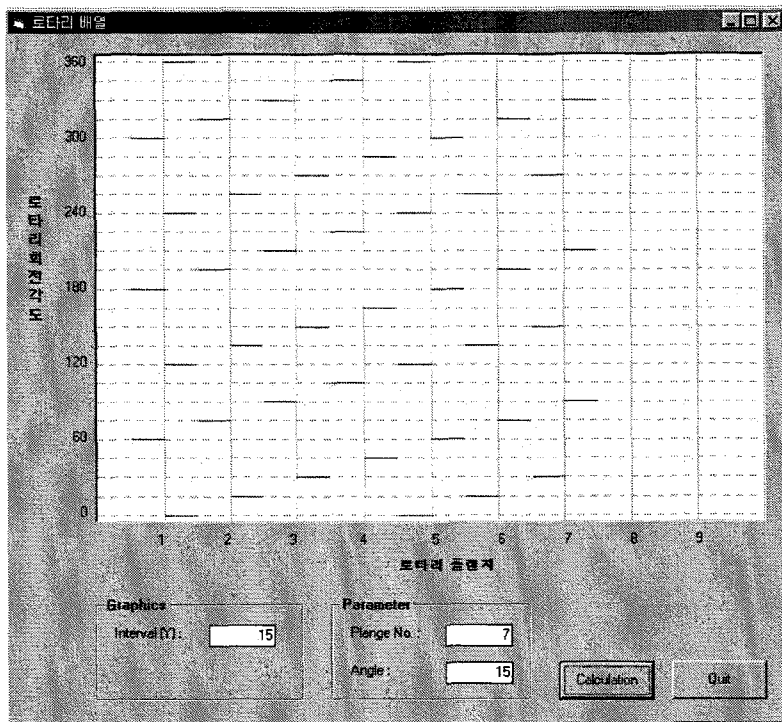 로타리 배열
360
300
240
180
120
60
0
로타리회전각도
1 2 3 4 5 6 7 8 9
로타리 플랜지
Graphics
Interval (Y) : 15
Parameter
Plange No. : 7
Angle : 15
Calculation
Quit